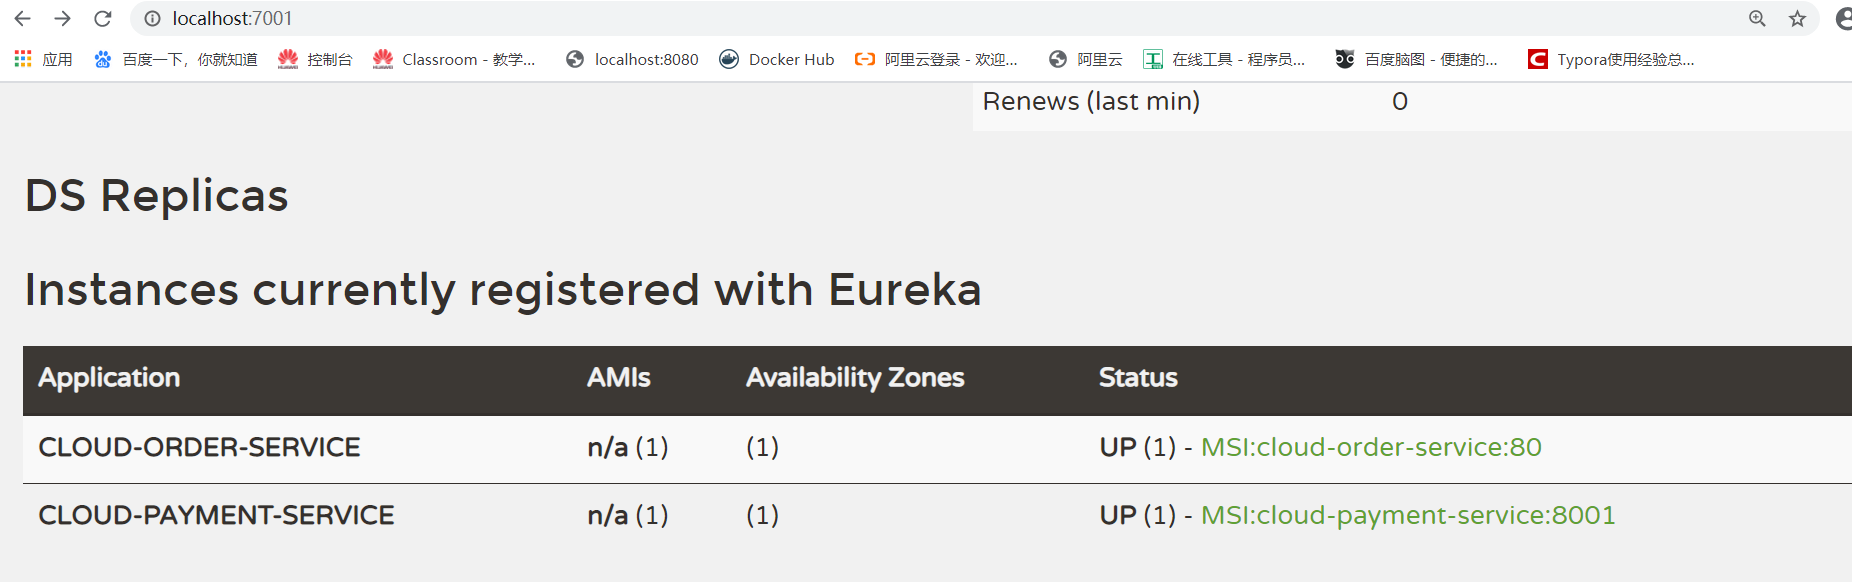 localhost:7001
应用 百度一下，你就知道 控制台 Classroom - 教学... localhost:8080 Docker Hub 阿里云登录 - 欢迎... 阿里云 在线工具 - 程序员... 百度脑图 - 便捷的... Typora使用经验总...
Renews (last min) 0
DS Replicas
Instances currently registered with Eureka
Application AMIs Availability Zones Status
CLOUD-ORDER-SERVICE n/a (1) (1) UP (1) - MSI:cloud-order-service:80
CLOUD-PAYMENT-SERVICE n/a (1) (1) UP (1) - MSI:cloud-payment-service:8001